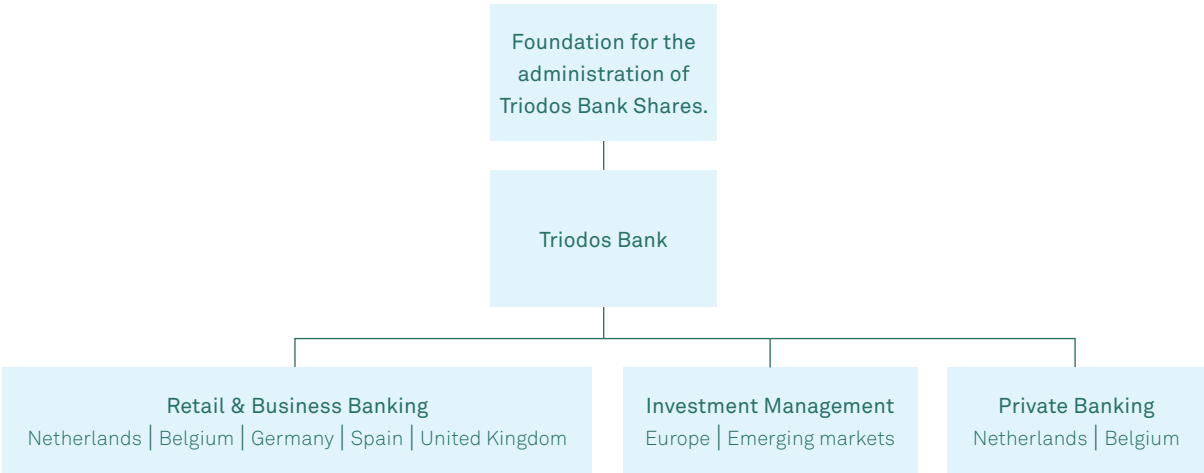 Foundation for the
administration of
Triodos Bank Shares.
Triodos Bank
Retail & Business Banking
Netherlands | Belgium | Germany | Spain | United Kingdom
Investment Management
Europe | Emerging markets
Private Banking
Netherlands | Belgium